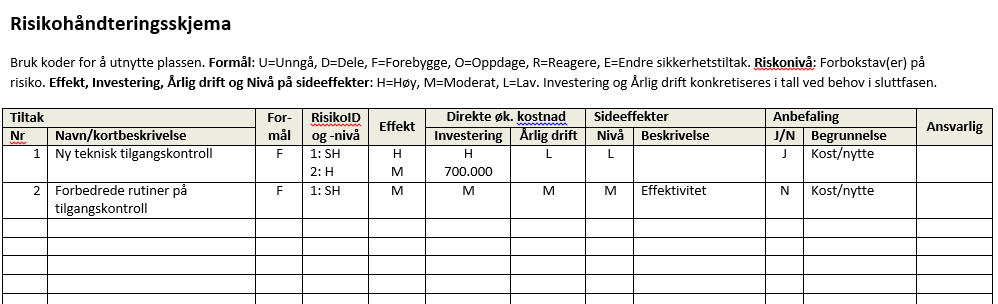 Risikohåndteringsskjema
Bruk koder for å utnytte plassen. Formål: U=Unngå, D=Dele, F=Forebygge, O=Oppdage, R=Reagere, E=Endre sikkerhetstiltak. Riskonivå: Forbokstav(er) på
risiko. Effekt, Investering, Årlig drift og Nivå på sideeffekter: H=Høy, M=Moderat, L=Lav. Investering og Årlig drift konkretiseres i tall ved behov i sluttfasen.
Tiltak For- RisikoID Effekt Direkte øk. kostnad Sideeffekter Anbefaling Ansvarlig
Nr Navn/kortbeskrivelse mål og -nivå Investering Årlig drift Nivå Beskrivelse J/N Begrunnelse
1 Ny teknisk tilgangskontroll F 1: SH H H L L J Kost/nytte
2: H M 700.000
2 Forbedrede rutiner på F 1: SH M M M M Effektivitet N Kost/nytte
tilgangskontroll